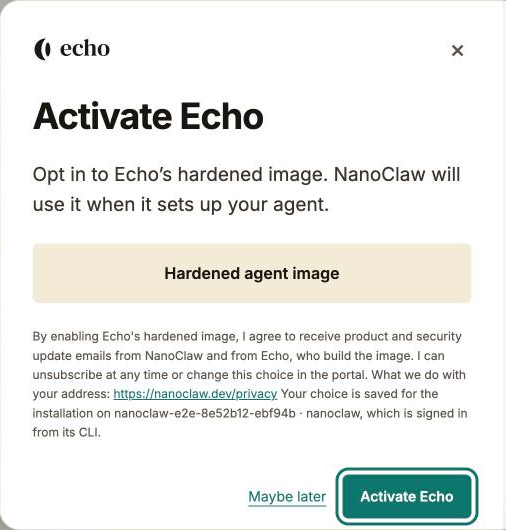 echo
×
Activate Echo
Opt in to Echo’s hardened image. NanoClaw will
use it when it sets up your agent.
Hardened agent image
By enabling Echo's hardened image, I agree to receive product and security
update emails from NanoClaw and from Echo, who build the image. I can
unsubscribe at any time or change this choice in the portal. What we do with
your address: https://nanoclaw.dev/privacy Your choice is saved for the
installation on nanoclaw-e2e-8e52b12-ebf94b · nanoclaw, which is signed in
from its CLI.
Maybe later
Activate Echo